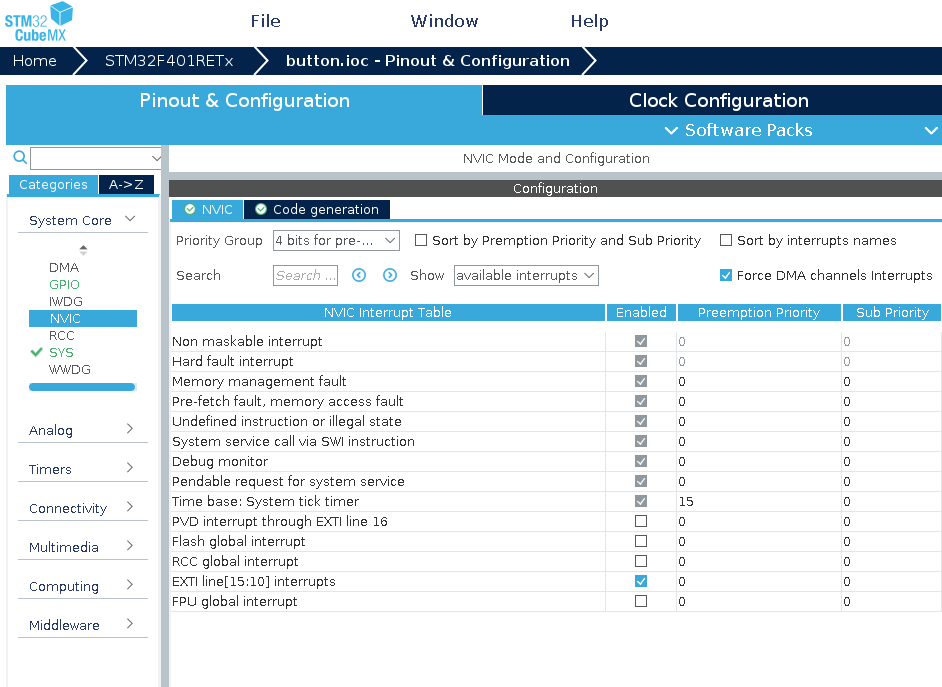 STM32
CubeMX
File Window Help
Home STM32F401RETx button.ioc - Pinout & Configuration
Pinout & Configuration Clock Configuration
Software Packs
NVIC Mode and Configuration
Categories A->Z
Configuration
System Core
DMA
GPIO
IWDG
NVIC
RCC
SYS
WWDG
Analog
Timers
Connectivity
Multimedia
Computing
Middleware
NVIC Code generation
Priority Group 4 bits for pre-... Sort by Premption Priority and Sub Priority Sort by interrupts names
Search Search ... Show available interrupts Force DMA channels Interrupts
NVIC Interrupt Table Enabled Preemption Priority Sub Priority
Non maskable interrupt 0 0
Hard fault interrupt 0 0
Memory management fault 0 0
Pre-fetch fault, memory access fault 0 0
Undefined instruction or illegal state 0 0
System service call via SWI instruction 0 0
Debug monitor 0 0
Pendable request for system service 0 0
Time base: System tick timer 15 0
PVD interrupt through EXTI line 16 0 0
Flash global interrupt 0 0
RCC global interrupt 0 0
EXTI line[15:10] interrupts 0 0
FPU global interrupt 0 0